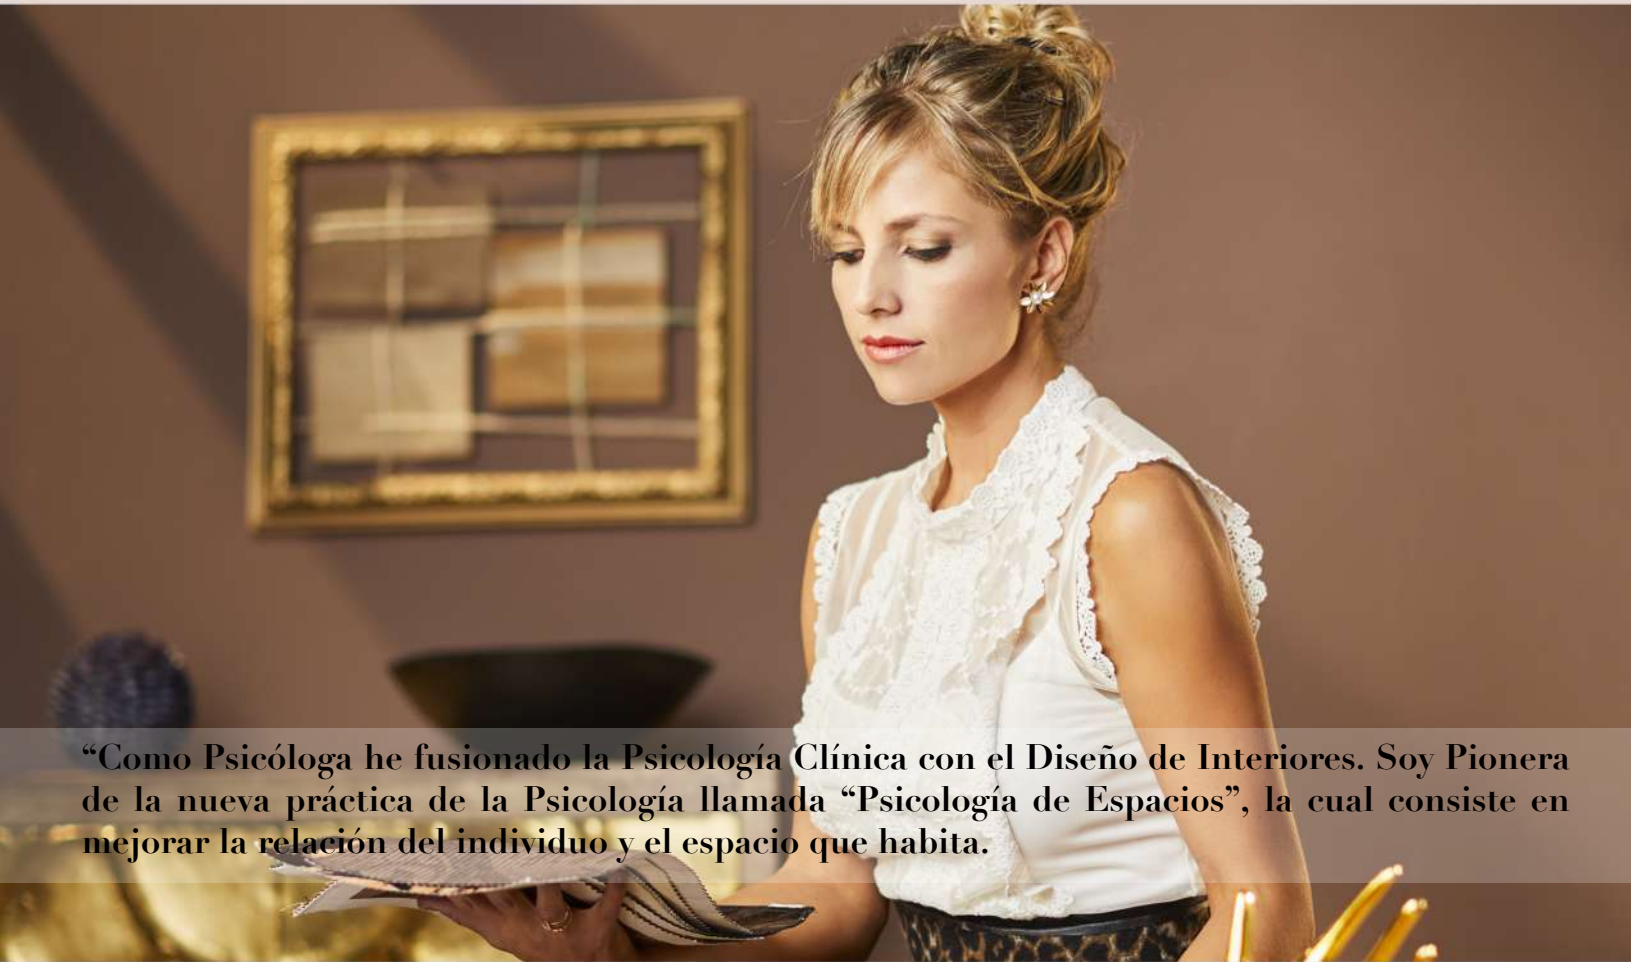 “Como Psicóloga he fusionado la Psicología Clínica con el Diseño de Interiores. Soy Pionera
de la nueva práctica de la Psicología llamada “Psicología de Espacios”, la cual consiste en
mejorar la relación del individuo y el espacio que habita.